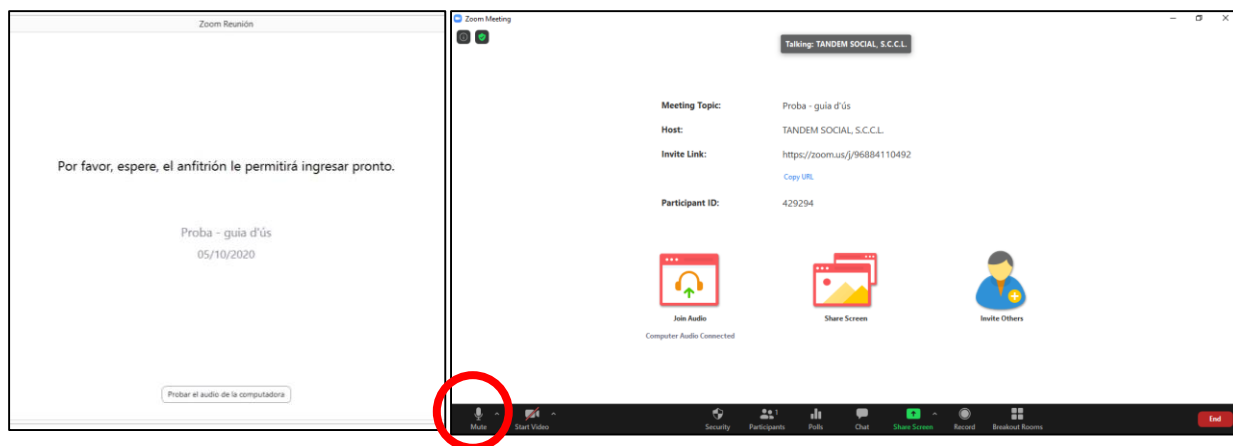 Zoom Reunión
Por favor, espere, el anfitrión le permitirá ingresar pronto.
Proba - guia d'ús
05/10/2020
Probar el audio de la computadora
Zoom Meeting
Talking: TANDEM SOCIAL, S.C.C.L.
Meeting Topic: Proba - guia d'ús
Host: TANDEM SOCIAL, S.C.C.L.
Invite Link: https://zoom.us/j/96884110492
Copy URL
Participant ID: 429294
Join Audio Share Screen Invite Others
Computer Audio Connected
Mute Start Video Security Participants 1 Polls Chat Share Screen Record Breakout Rooms End